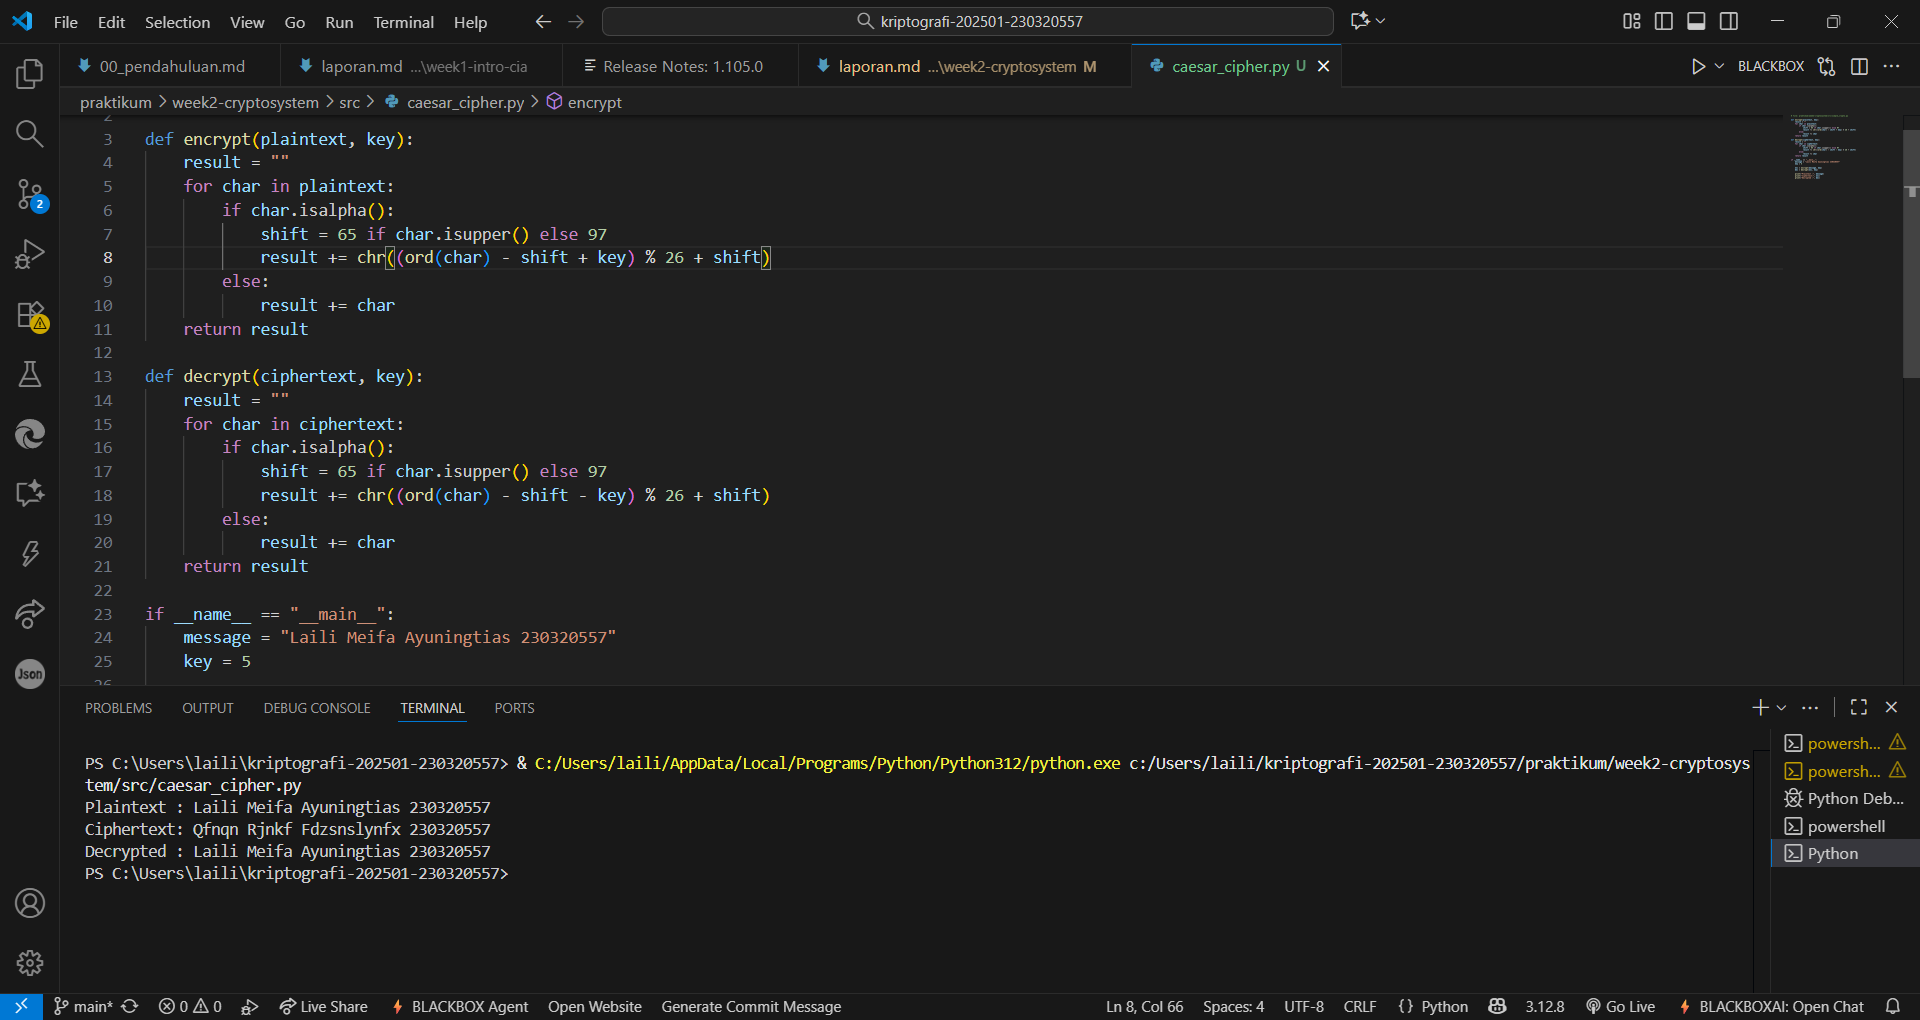 File Edit Selection View Go Run Terminal Help
kriptografi-202501-230320557
00_pendahuluan.md
laporan.md ...\week1-intro-cia
Release Notes: 1.105.0
laporan.md ...\week2-cryptosystem M
caesar_cipher.py U
BLACKBOX
praktikum > week2-cryptosystem > src > caesar_cipher.py > encrypt
2
3 def encrypt(plaintext, key):
4     result = ""
5     for char in plaintext:
6         if char.isalpha():
7             shift = 65 if char.isupper() else 97
8             result += chr((ord(char) - shift + key) % 26 + shift)
9         else:
10             result += char
11     return result
12
13 def decrypt(ciphertext, key):
14     result = ""
15     for char in ciphertext:
16         if char.isalpha():
17             shift = 65 if char.isupper() else 97
18             result += chr((ord(char) - shift - key) % 26 + shift)
19         else:
20             result += char
21     return result
22
23 if __name__ == "__main__":
24     message = "Laili Meifa Ayuningtias 230320557"
25     key = 5
26
2
Json
PROBLEMS OUTPUT DEBUG CONSOLE TERMINAL PORTS
PS C:\Users\laili\kriptografi-202501-230320557> & C:/Users/laili/AppData/Local/Programs/Python/Python312/python.exe c:/Users/laili/kriptografi-202501-230320557/praktikum/week2-cryptosys
tem/src/caesar_cipher.py
Plaintext : Laili Meifa Ayuningtias 230320557
Ciphertext: Qfnqn Rjnkf Fdzsnslynfx 230320557
Decrypted : Laili Meifa Ayuningtias 230320557
PS C:\Users\laili\kriptografi-202501-230320557>
powersh...
powersh...
Python Deb...
powershell
Python
main* 0 0 Live Share BLACKBOX Agent Open Website Generate Commit Message Ln 8, Col 66 Spaces: 4 UTF-8 CRLF {} Python 3.12.8 Go Live BLACKBOXAI: Open Chat